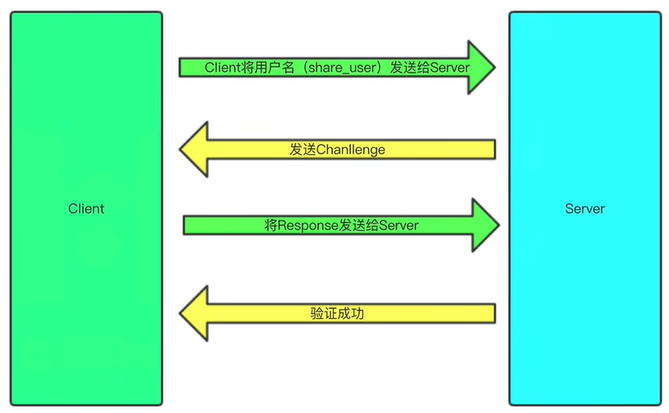 Client将用户名（share_user）发送给Server
发送Chanllenge
Client
Server
将Response发送给Server
验证成功